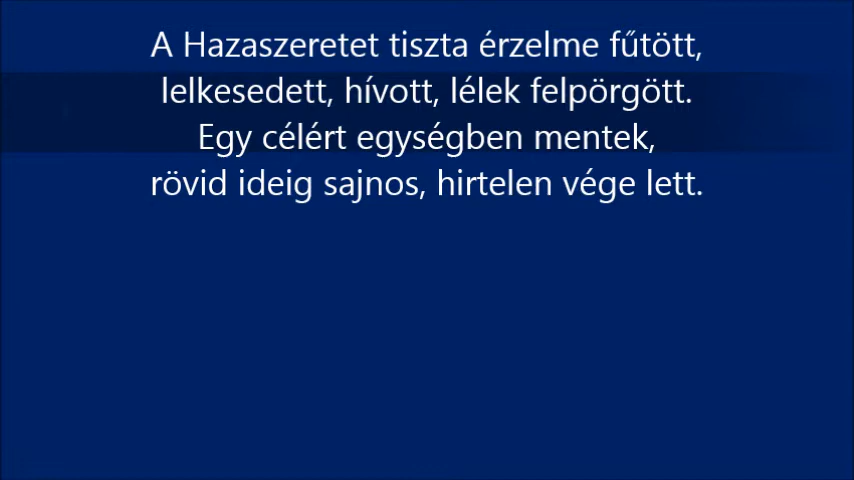 A Hazaszeretet tiszta érzelme fűtött,
lelkesedett, hívott, lélek felpörgött.
Egy célért egységben mentek,
rövid ideig sajnos, hirtelen vége lett.